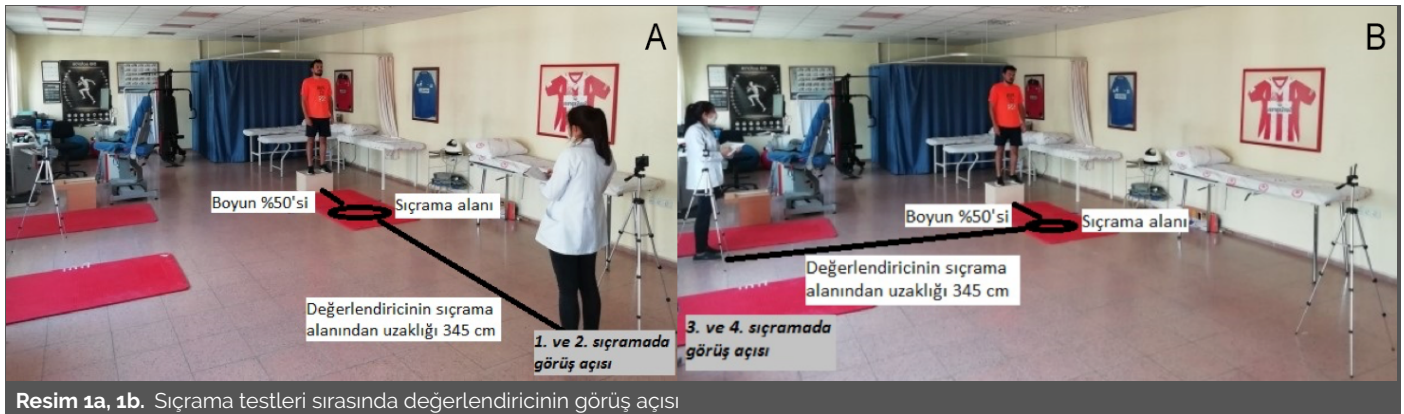 A
Boyun %50'si
Sıçrama alanı
Değerlendiricinin sıçrama
alanından uzaklığı 345 cm
1. ve 2. sıçramada
görüş açısı
B
Boyun %50'si
Sıçrama alanı
Değerlendiricinin sıçrama
alanından uzaklığı 345 cm
3. ve 4. sıçramada
görüş açısı
Resim 1a, 1b. Sıçrama testleri sırasında değerlendiricinin görüş açısı